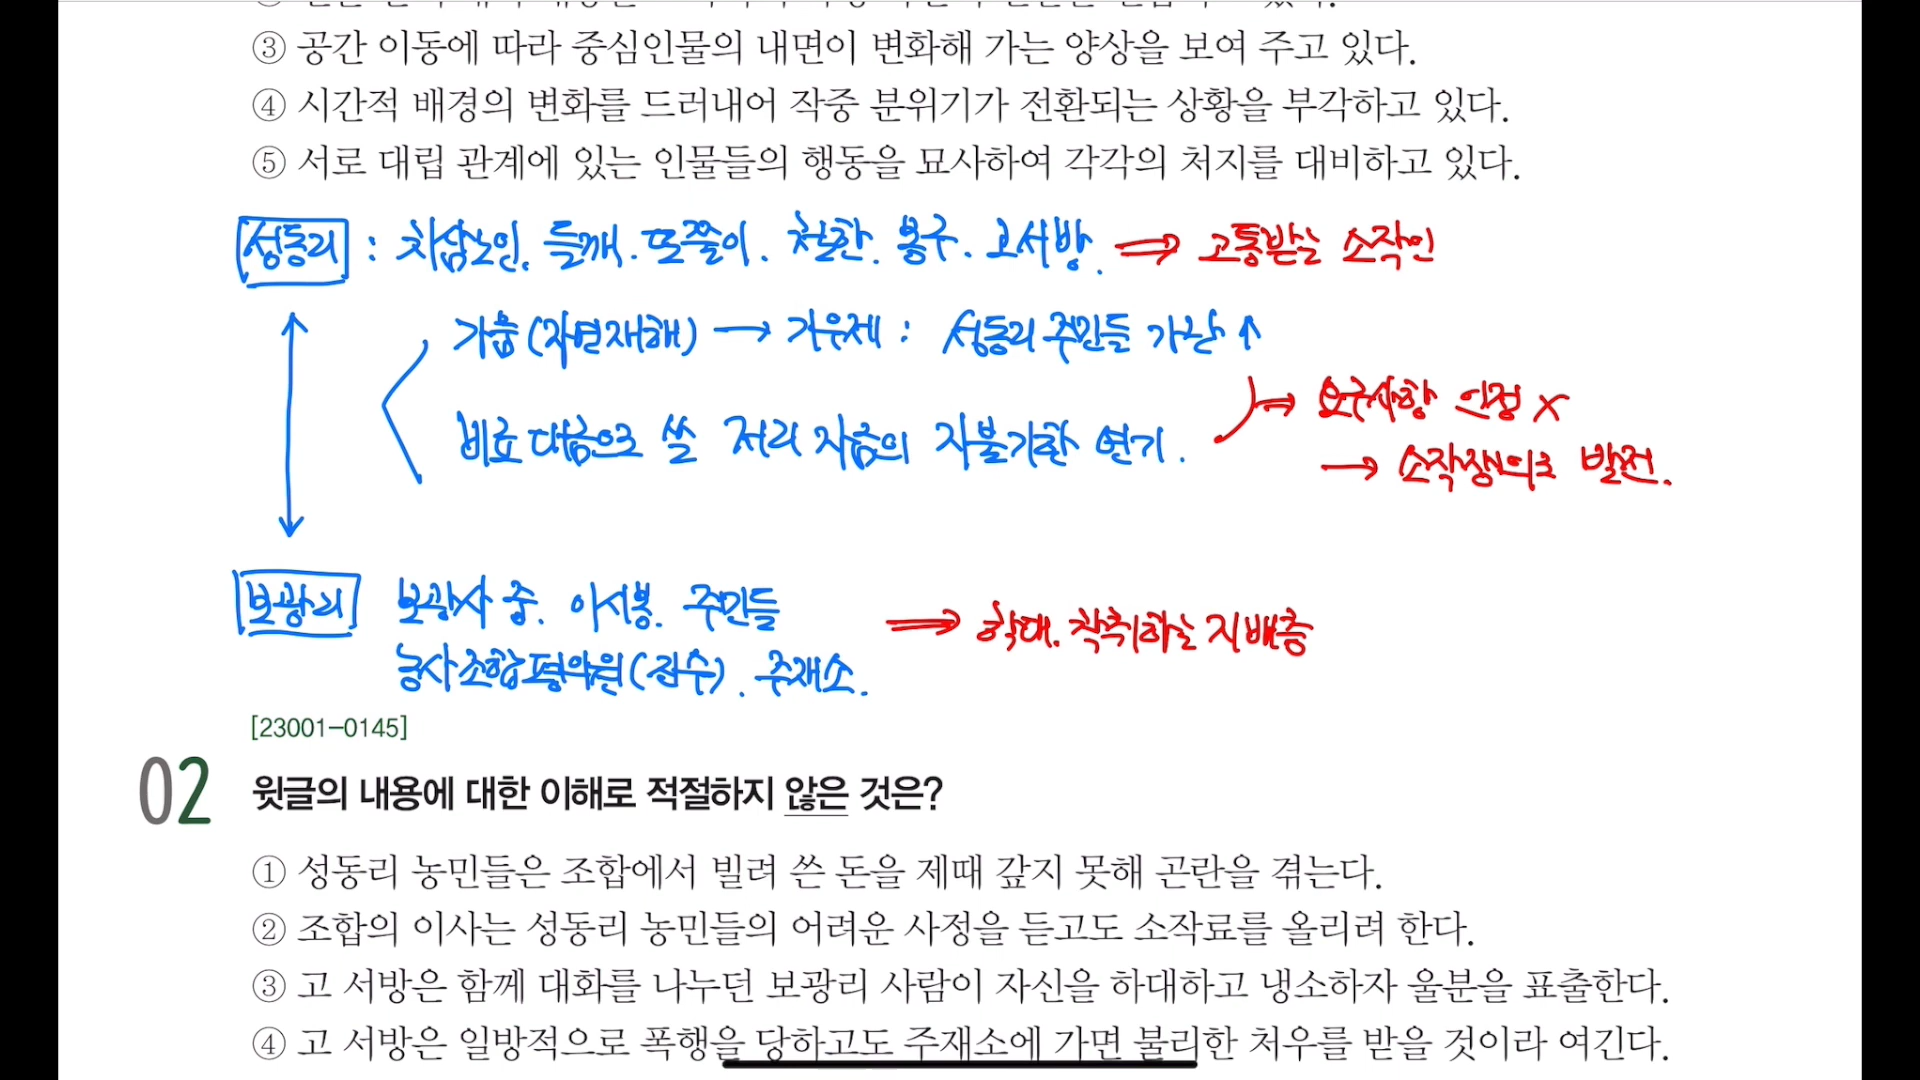 ③ 공간 이동에 따라 중심인물의 내면이 변화해 가는 양상을 보여 주고 있다.
④ 시간적 배경의 변화를 드러내어 작중 분위기가 전환되는 상황을 부각하고 있다.
⑤ 서로 대립 관계에 있는 인물들의 행동을 묘사하여 각각의 처지를 대비하고 있다.
성동리 : 치삼노인. 들깨. 또쭐이. 철한. 봉구. 고서방. ⇒ 고통받는 소작인
가뭄(자연재해) → 기우제 : 성동리 주민들 가난↑
비료대금으로 쓸 저리 자금의 지불기한 연기.
→ 요구사항 인정 X
→ 소작쟁의로 발전.
보광리 보광사 중. 이시봉. 주민들
농사조합평의원(진수). 주재소.
⇒ 학대. 착취하는 지배층
[23001-0145]
02 윗글의 내용에 대한 이해로 적절하지 않은 것은?
① 성동리 농민들은 조합에서 빌려 쓴 돈을 제때 갚지 못해 곤란을 겪는다.
② 조합의 이사는 성동리 농민들의 어려운 사정을 듣고도 소작료를 올리려 한다.
③ 고 서방은 함께 대화를 나누던 보광리 사람이 자신을 하대하고 냉소하자 울분을 표출한다.
④ 고 서방은 일방적으로 폭행을 당하고도 주재소에 가면 불리한 처우를 받을 것이라 여긴다.